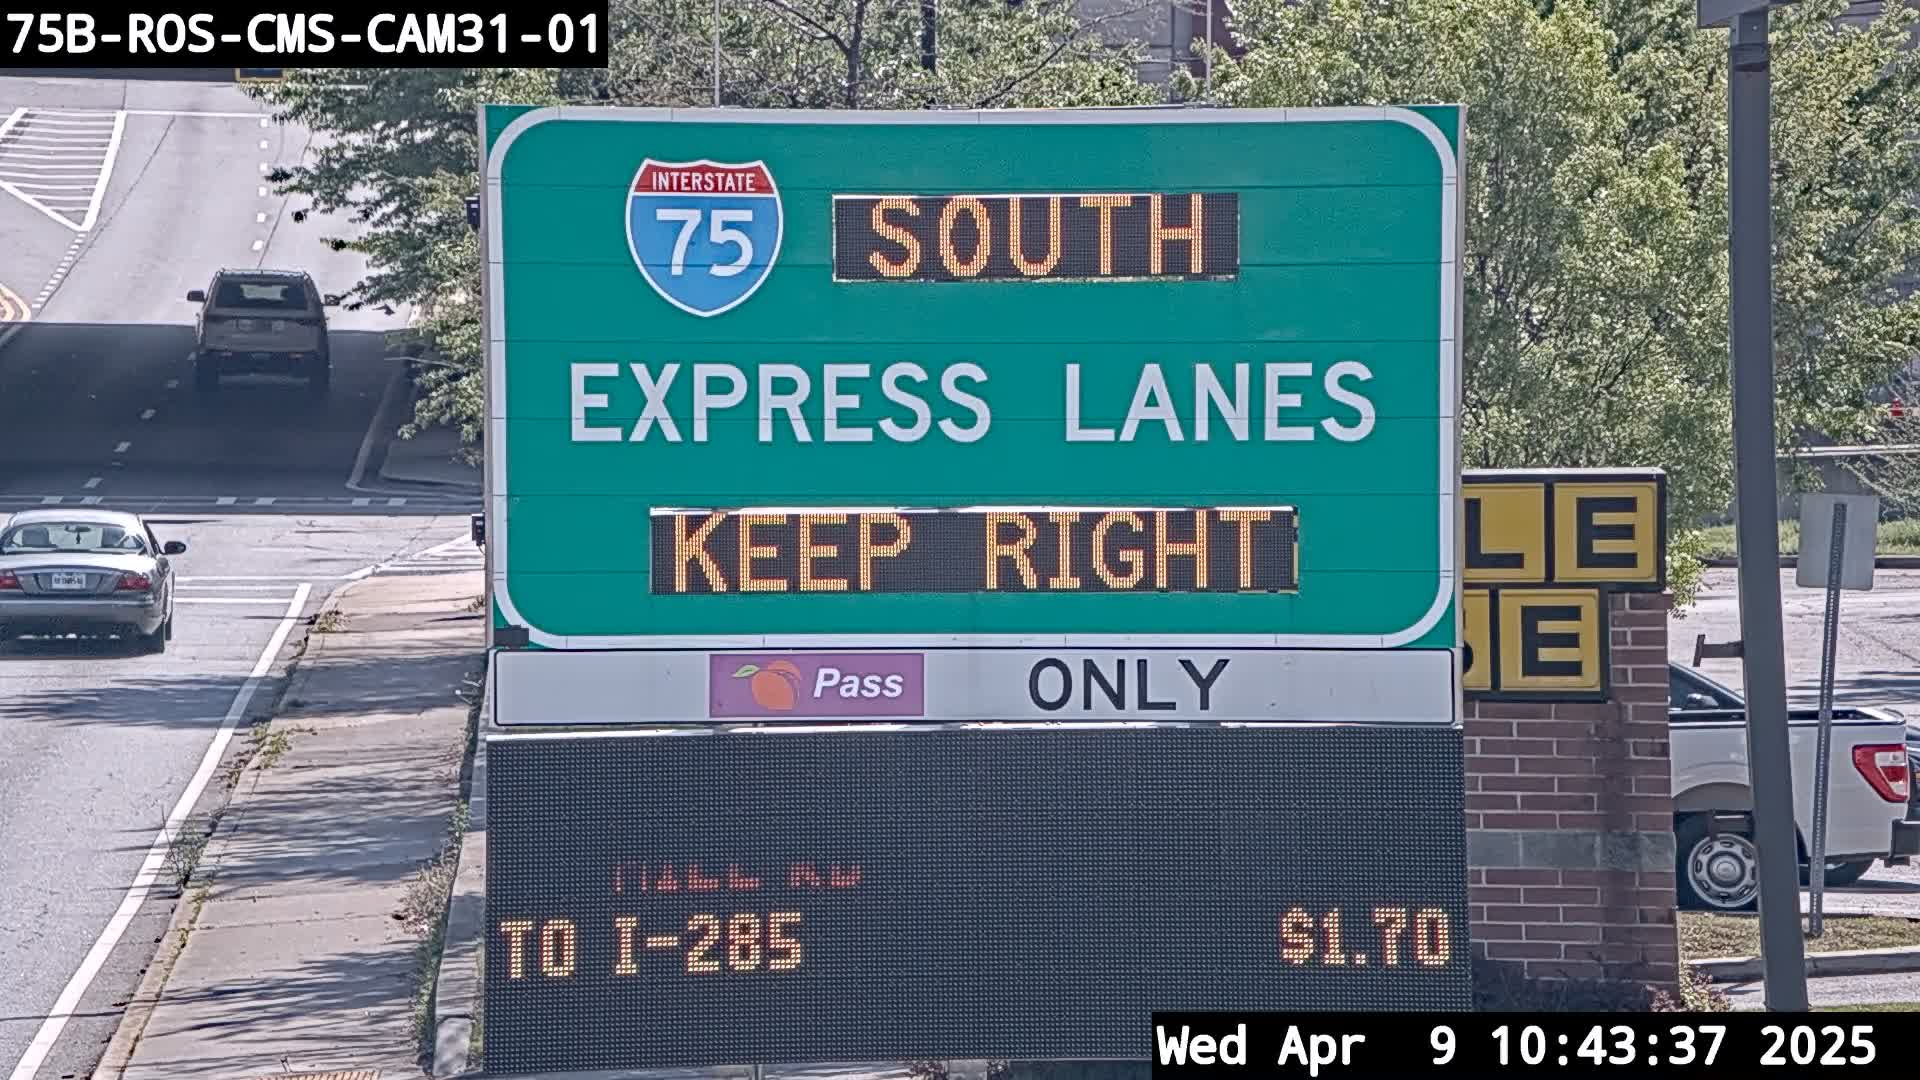 75B-ROS-CMS-CAM31-01
INTERSTATE
75
SOUTH
EXPRESS LANES
KEEP RIGHT
Pass ONLY
TO I-285 $1.70
LE
E
Wed Apr 9 10:43:37 2025